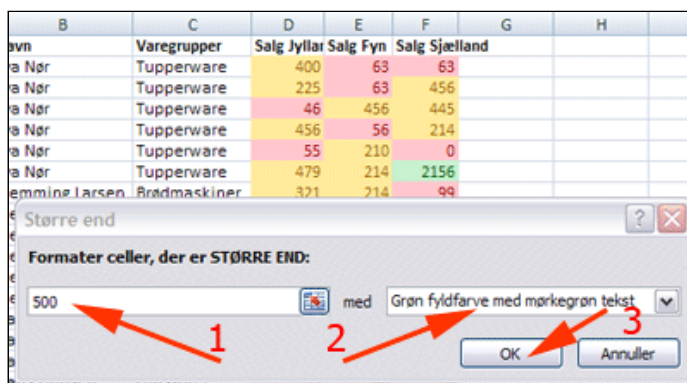 B C D E F G H
avn Varegrupper Salg Jyllar Salg Fyn Salg Sjælland
a Nør Tupperware 400 63 63
a Nør Tupperware 225 63 456
a Nør Tupperware 46 456 445
a Nør Tupperware 456 56 214
a Nør Tupperware 55 210 0
a Nør Tupperware 479 214 2156
emming Larsen Brødmaskiner 321 214 99
Større end
Formater celler, der er STØRRE END:
500 med Grøn fyldfarve med mørkegrøn tekst
1 2 3
OK Annuller